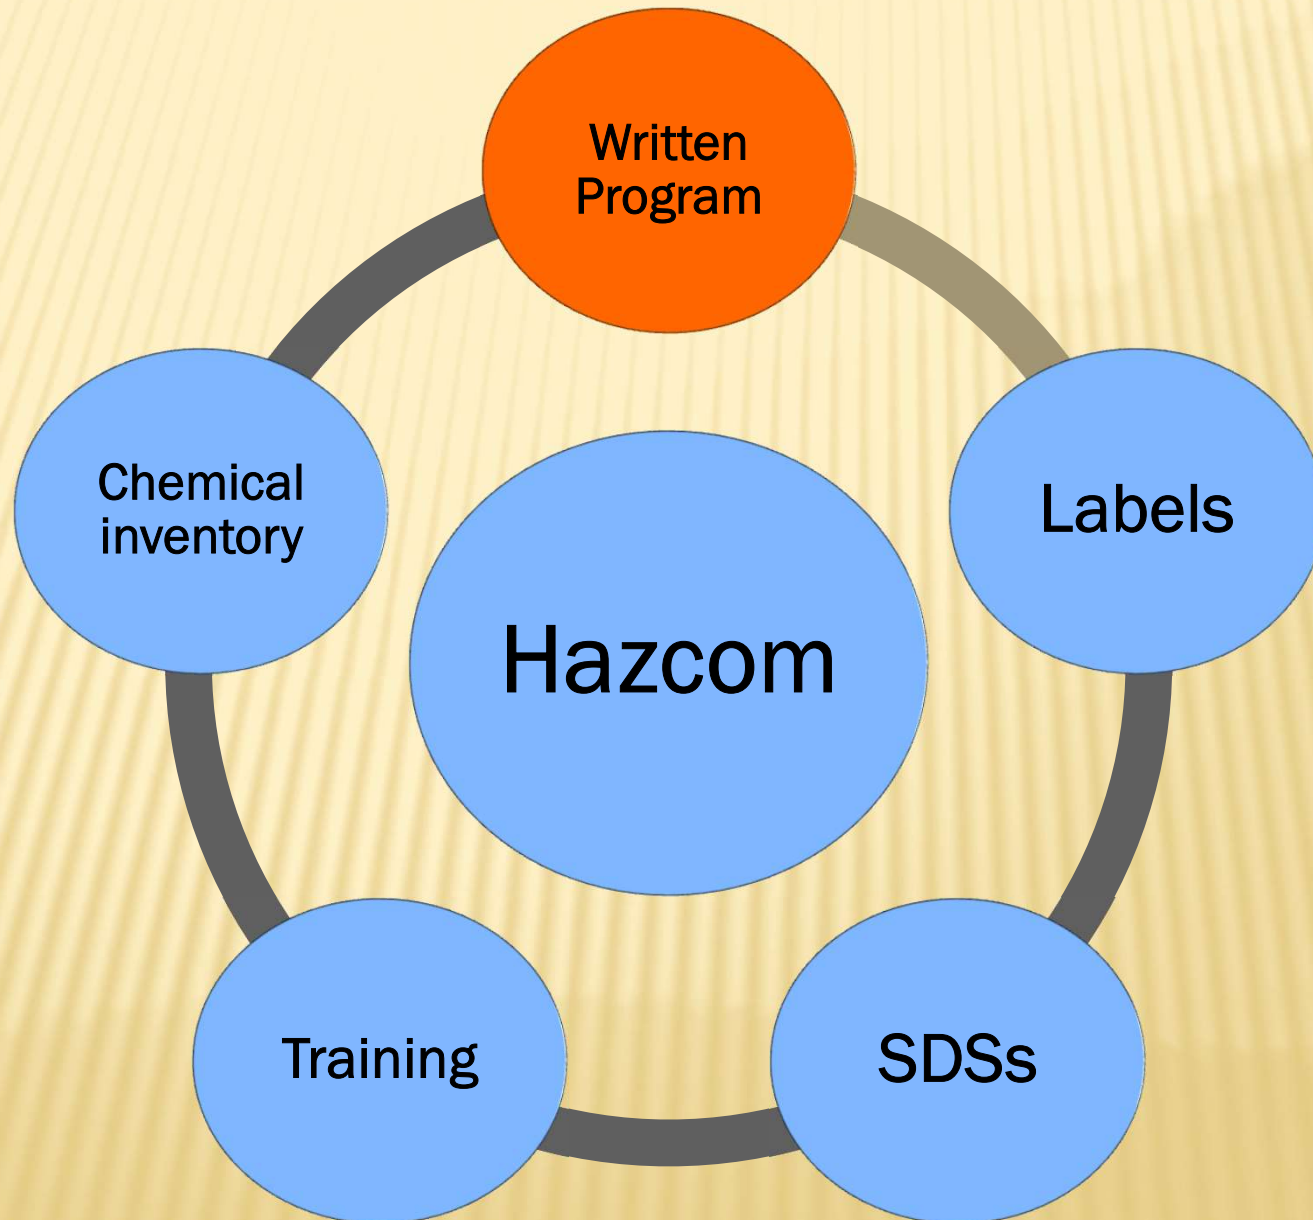 Written
Program
Chemical
inventory
Labels
Hazcom
Training
SDSs